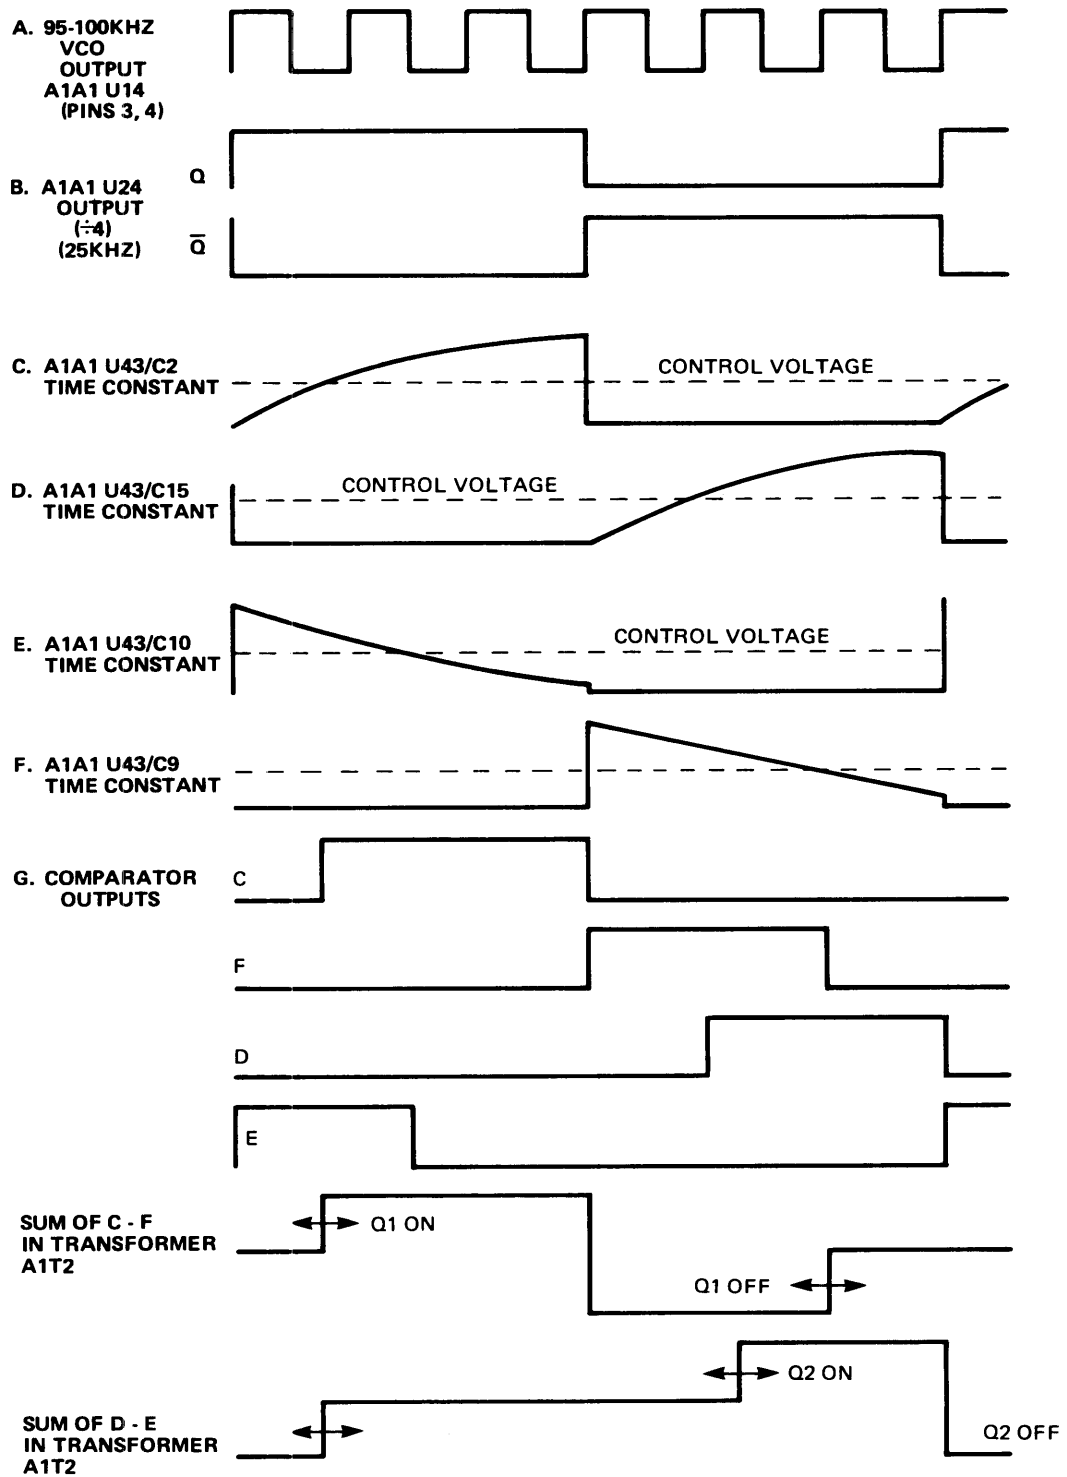 A. 95-100KHZ
VCO
OUTPUT
A1A1 U14
(PINS 3, 4)
Q
B. A1A1 U24
OUTPUT
(÷4)
(25KHZ)
Q̅
C. A1A1 U43/C2
TIME CONSTANT
CONTROL VOLTAGE
D. A1A1 U43/C15
TIME CONSTANT
CONTROL VOLTAGE
E. A1A1 U43/C10
TIME CONSTANT
CONTROL VOLTAGE
F. A1A1 U43/C9
TIME CONSTANT
G. COMPARATOR
OUTPUTS
C
F
D
E
SUM OF C - F
IN TRANSFORMER
A1T2
Q1 ON
Q1 OFF
Q2 ON
SUM OF D - E
IN TRANSFORMER
A1T2
Q2 OFF